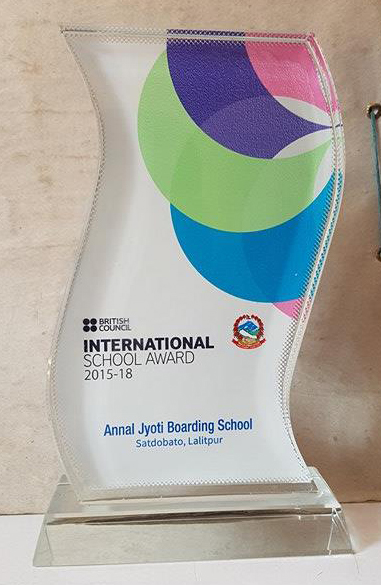 BRITISH
COUNCIL
INTERNATIONAL
SCHOOL AWARD
2015-18
Annal Jyoti Boarding School
Satdobato, Lalitpur